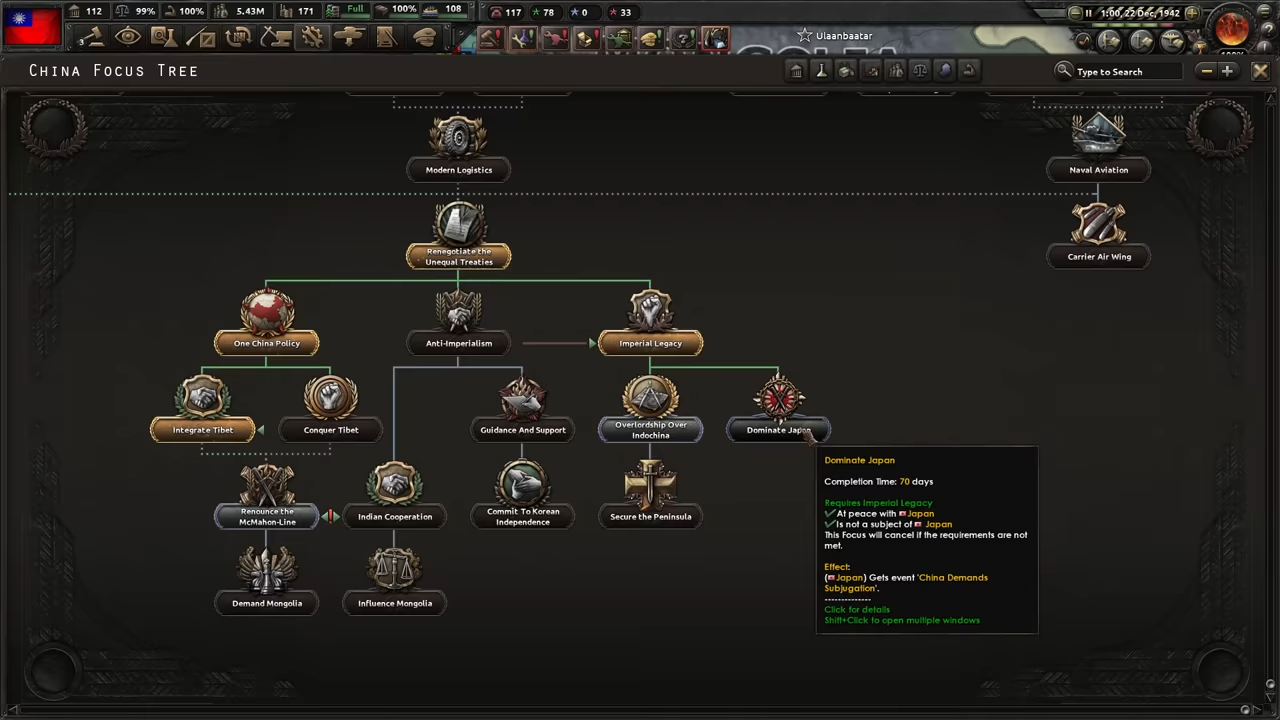 112 99% 100% 5.43M 171 Full 100% 108 117 78 0 33 1:00, 22 Dec, 1942
Ulaanbaatar
China Focus Tree
Type to Search
Modern Logistics
Naval Aviation
Renegotiate the
Unequal Treaties
Carrier Air Wing
One China Policy
Anti-Imperialism
Imperial Legacy
Integrate Tibet
Conquer Tibet
Guidance And Support
Overlordship Over
Indochina
Dominate Japan
Renounce the
McMahon-Line
Indian Cooperation
Commit To Korean
Independence
Secure the Peninsula
Demand Mongolia
Influence Mongolia
Dominate Japan
Completion Time: 70 days
Requires Imperial Legacy
At peace with Japan
Is not a subject of Japan
This Focus will cancel if the requirements are not
met.
Effect:
(Japan) Gets event 'China Demands
Subjugation'.
--------------
Click for details
Shift+Click to open multiple windows